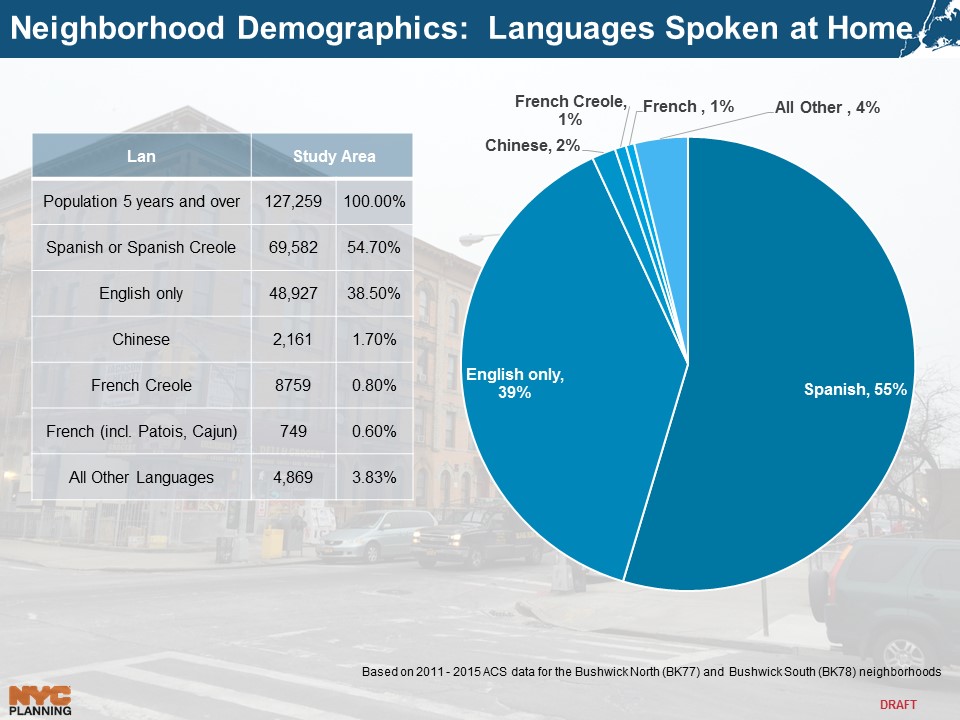 Neighborhood Demographics:  Languages Spoken at Home
Lan Study Area
Population 5 years and over 127,259 100.00%
Spanish or Spanish Creole 69,582 54.70%
English only 48,927 38.50%
Chinese 2,161 1.70%
French Creole 8759 0.80%
French (incl. Patois, Cajun) 749 0.60%
All Other Languages 4,869 3.83%
French Creole,
1%
French , 1%
All Other , 4%
Chinese, 2%
English only,
39%
Spanish, 55%
Based on 2011 - 2015 ACS data for the Bushwick North (BK77) and Bushwick South (BK78) neighborhoods
NYC
PLANNING
DRAFT